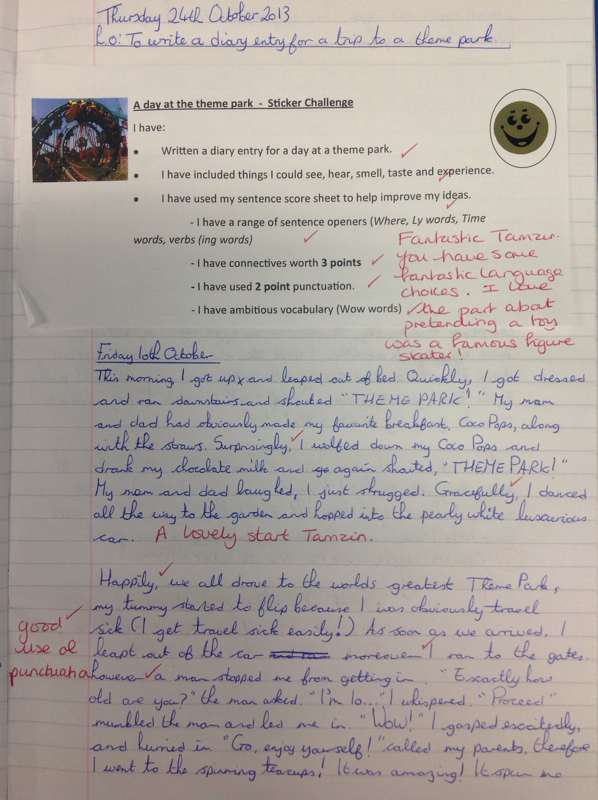 Thursday 24th October 2013
L.O: To write a diary entry for a trip to a theme park.
A day at the theme park - Sticker Challenge
I have:
• Written a diary entry for a day at a theme park.
• I have included things I could see, hear, smell, taste and experience.
• I have used my sentence score sheet to help improve my ideas.
- I have a range of sentence openers (Where, Ly words, Time
words, verbs (ing words)
- I have connectives worth 3 points
- I have used 2 point punctuation.
- I have ambitious vocabulary (Wow words)
Fantastic Tamzin.
you have some
fantastic language
choices. I love
the part about
pretending a toy
was a famous figure
skater!
Friday 10th October
This morning I got up x and leaped out of bed. Quickly, I got dressed
and ran downstairs and shouted "THEME PARK!" My mam
and dad had obviously made my favourite breakfast, Coco Pops, along
with the straws. Surprisingly, I wolfed down my Coco Pops and
drank my chocolate milk and go again shouted, "THEME PARK!"
My mam and dad laughed, I just shrugged. Gracefully, I danced
all the way to the garden and hopped into the pearly white luxurious
car. A lovely start Tamzin.
Happily, we all drove to the worlds greatest Theme Park,
my tummy started to flip because I was obviously travel
sick (I get travel sick easily!) As soon as we arrived, I
leapt out of the car moreover I ran to the gates.
good
use of
punctuation
however a man stopped me from getting in. "Excactly how
old are you?" the man asked. "I'm 10..." I whispered. "Proceed"
mumbled the man and led me in. "Wow!" I gasped excitedly,
and hurried in. "Go, enjoy yourself!" called my parents, therefore
I went to the spinning teacups! It was amazing! It spun me